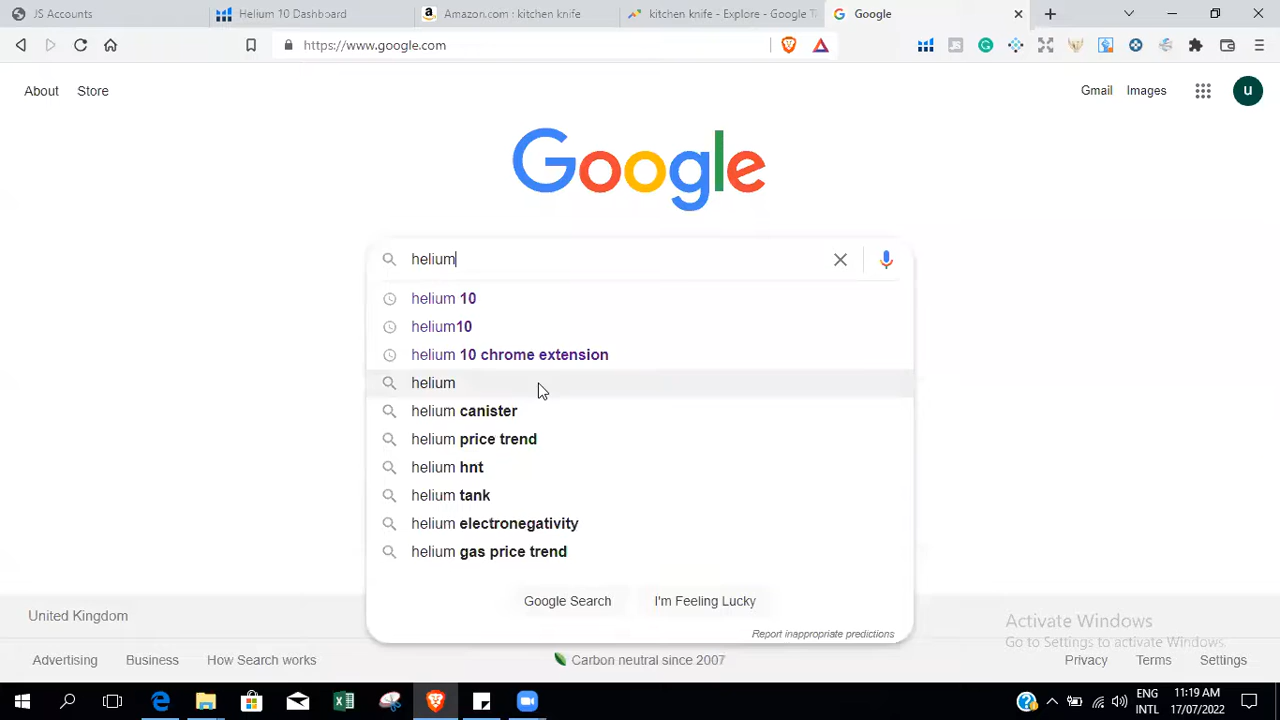 JS Accounts
Helium 10 Dashboard
Amazon.com : kitchen knife
kitchen knife - Explore - Google T
Google
https://www.google.com
About
Store
Gmail
Images
u
Google
helium
helium 10
helium10
helium 10 chrome extension
helium
helium canister
helium price trend
helium hnt
helium tank
helium electronegativity
helium gas price trend
Google Search
I'm Feeling Lucky
Report inappropriate predictions
United Kingdom
Activate Windows
Go to Settings to activate Windows.
Advertising
Business
How Search works
Carbon neutral since 2007
Privacy
Terms
Settings
ENG
INTL
11:19 AM
17/07/2022